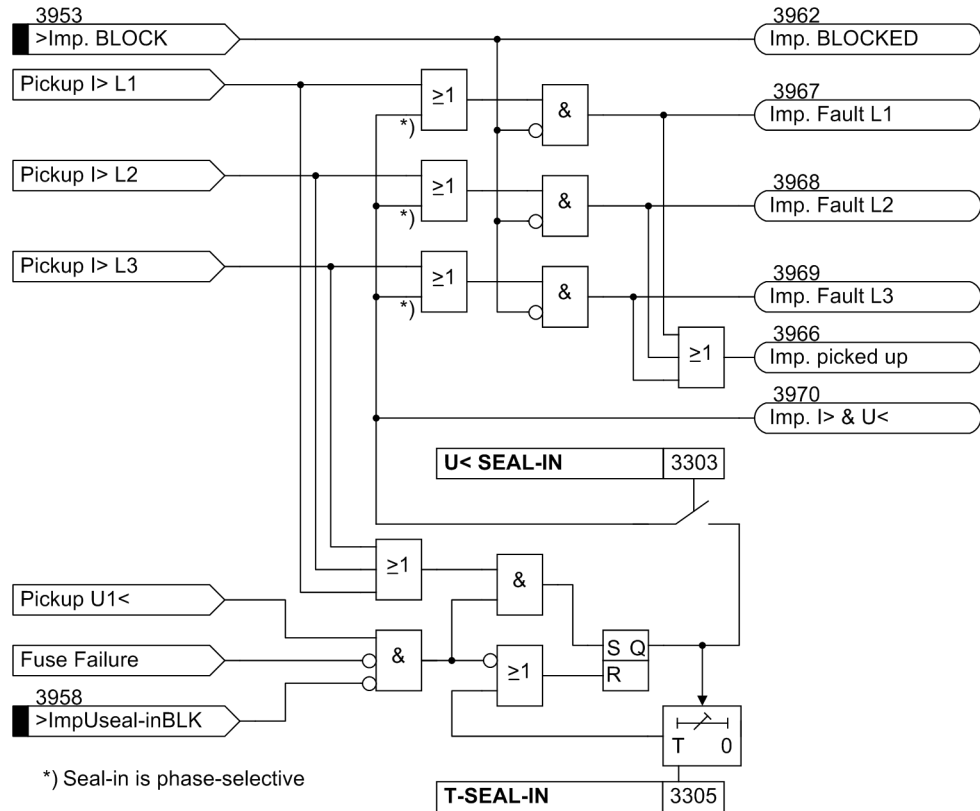 3953
>Imp. BLOCK
3962
Imp. BLOCKED
Pickup I> L1
≥1
*)
&
3967
Imp. Fault L1
Pickup I> L2
≥1
*)
&
3968
Imp. Fault L2
Pickup I> L3
≥1
*)
&
3969
Imp. Fault L3
≥1
3966
Imp. picked up
3970
Imp. I> & U<
U< SEAL-IN 3303
≥1
&
Pickup U1<
Fuse Failure
&
≥1
S Q
R
3958
>ImpUseal-inBLK
T 0
*) Seal-in is phase-selective
T-SEAL-IN 3305